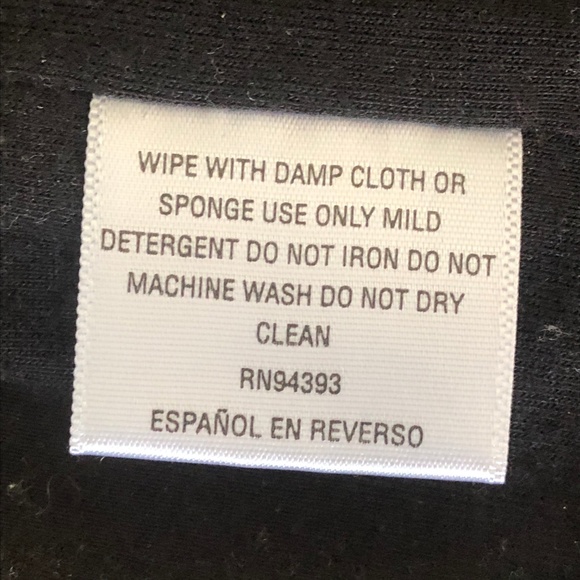 WIPE WITH DAMP CLOTH OR
SPONGE USE ONLY MILD
DETERGENT DO NOT IRON DO NOT
MACHINE WASH DO NOT DRY
CLEAN
RN94393
ESPAÑOL EN REVERSO